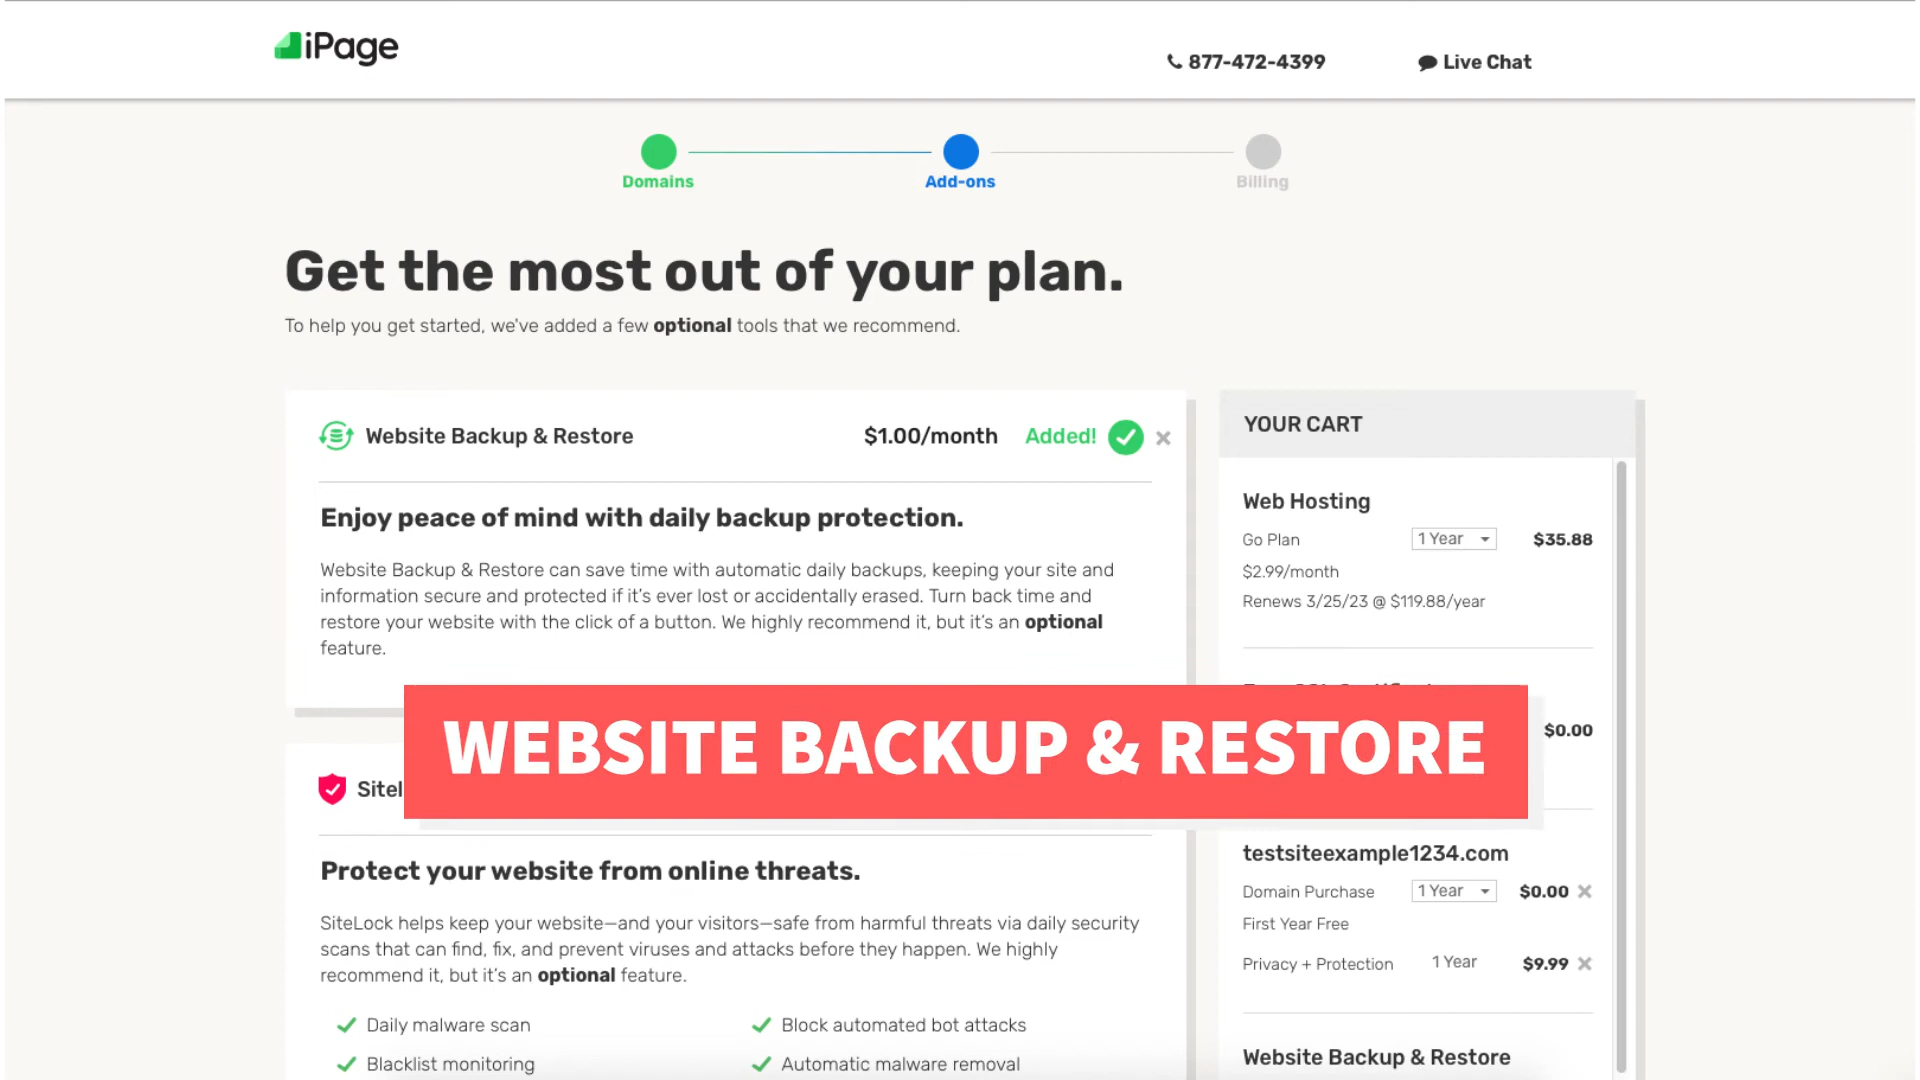 iPage
877-472-4399
Live Chat
Domains
Add-ons
Billing
Get the most out of your plan.
To help you get started, we've added a few optional tools that we recommend.
Website Backup & Restore $1.00/month Added!
Enjoy peace of mind with daily backup protection.
Website Backup & Restore can save time with automatic daily backups, keeping your site and
information secure and protected if it's ever lost or accidentally erased. Turn back time and
restore your website with the click of a button. We highly recommend it, but it's an optional
feature.
WEBSITE BACKUP & RESTORE
Protect your website from online threats.
SiteLock helps keep your website—and your visitors—safe from harmful threats via daily security
scans that can find, fix, and prevent viruses and attacks before they happen. We highly
recommend it, but it's an optional feature.
Daily malware scan
Block automated bot attacks
Blacklist monitoring
Automatic malware removal
YOUR CART
Web Hosting
Go Plan 1 Year $35.88
$2.99/month
Renews 3/25/23 @ $119.88/year
$0.00
testsiteexample1234.com
Domain Purchase 1 Year $0.00
First Year Free
Privacy + Protection 1 Year $9.99
Website Backup & Restore